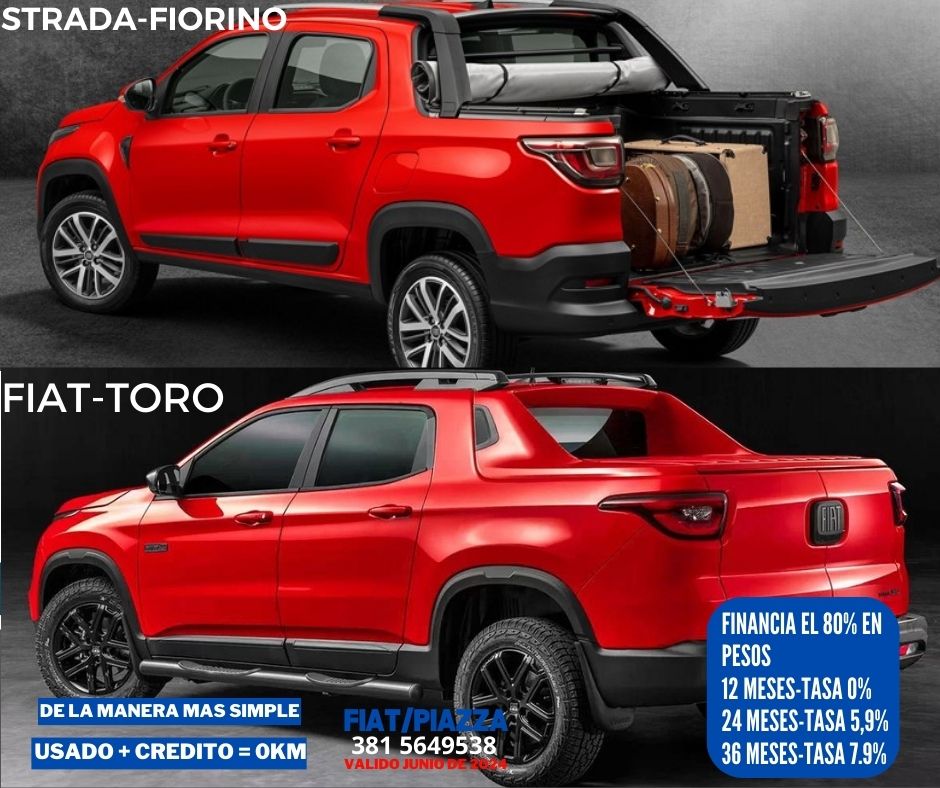 STRADA-FIORINO
FIAT-TORO
FIAT
FINANCIA EL 80% EN
PESOS
12 MESES-TASA 0%
24 MESES-TASA 5,9%
36 MESES-TASA 7.9%
DE LA MANERA MAS SIMPLE
USADO + CREDITO = 0KM
FIAT/PIAZZA
381 5649538
VALIDO JUNIO DE 2024